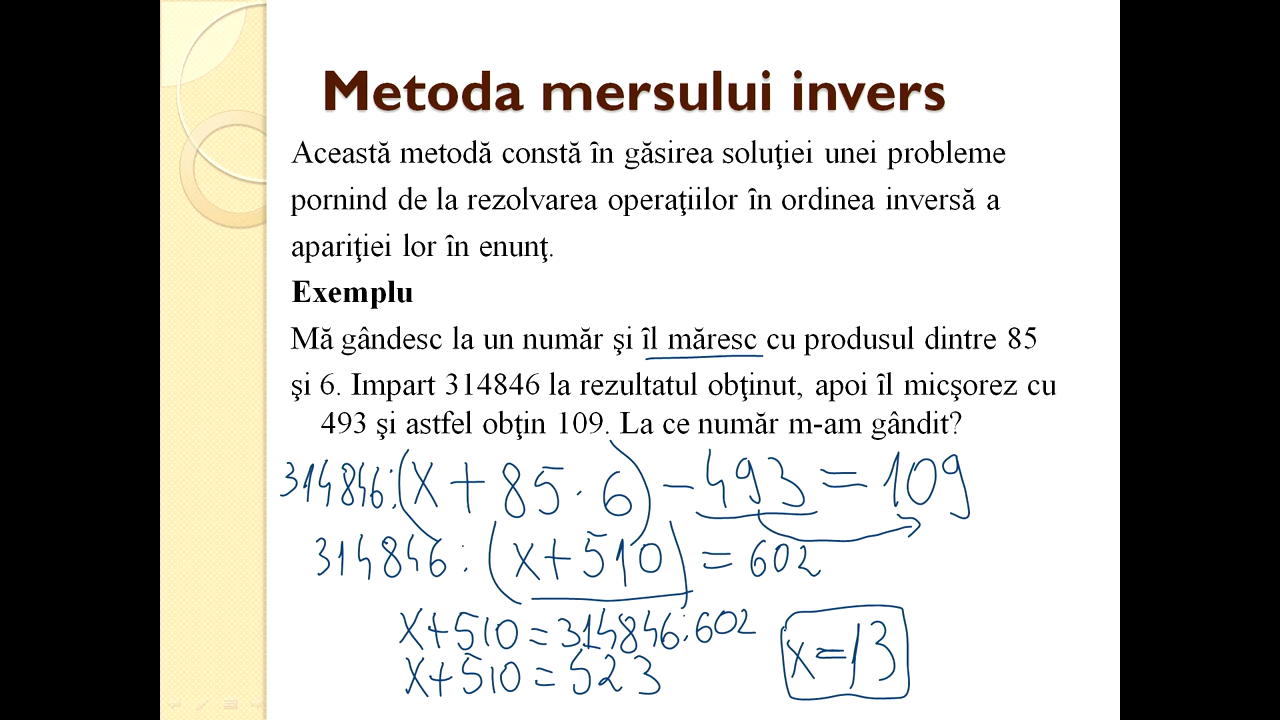 Metoda mersului invers
Această metodă constă în găsirea soluţiei unei probleme
pornind de la rezolvarea operaţiilor în ordinea inversă a
apariţiei lor în enunţ.
Exemplu
Mă gândesc la un număr şi îl măresc cu produsul dintre 85
şi 6. Impart 314846 la rezultatul obţinut, apoi îl micşorez cu
493 şi astfel obţin 109. La ce număr m-am gândit?
314846:(x+85·6)-493=109
314846:(x+510)=602
x+510=314846:602
x+510=523
x=13